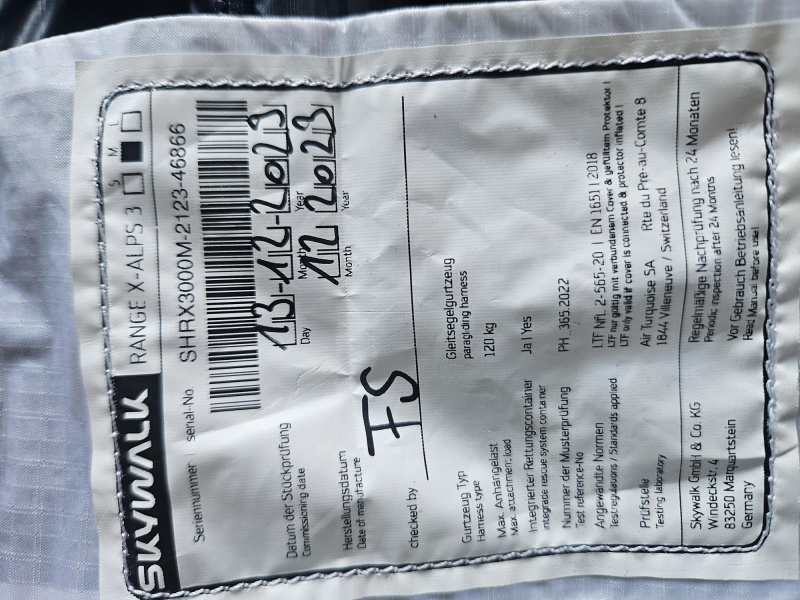 SKYWALK RANGE X-ALPS 3 S M L
Seriennummer | serial-No. SHRX3000M-2123-46866
Datum der Stückprüfung 13-12-2023
Commissioning date Day Month Year
Herstellungsdatum 12 2023
Date of manufacture Month Year
checked by FS
Gurtzeug Typ Gleitsegelgurtzeug
Harness type paragliding harness
Max. Anhängelast 120 kg
Max. attachment load
Integrierter Rettungscontainer Ja | Yes
Integrade rescue system container
Nummer der Musterprüfung PH_365.2022
Test reference-No
Angewandte Normen LTF NfL 2-565-20 | EN 1651 | 2018
Test regulations / Standards applied LTF nur gültig mit verbundenem Cover & gefülltem Protektor !
LTF only valid if cover is connected & protector inflated !
Prüfstelle Air Turquoise SA Rte du Pré-au-Comte 8
Testing laboratory 1844 Villeneuve / Switzerland
Skywalk GmbH & Co. KG Regelmäßige Nachprüfung nach 24 Monaten
Windeckstr. 4 Periodic inspection after 24 Months
83250 Marquartstein Vor Gebrauch Betriebsanleitung lesen!
Germany Read Manual before use!